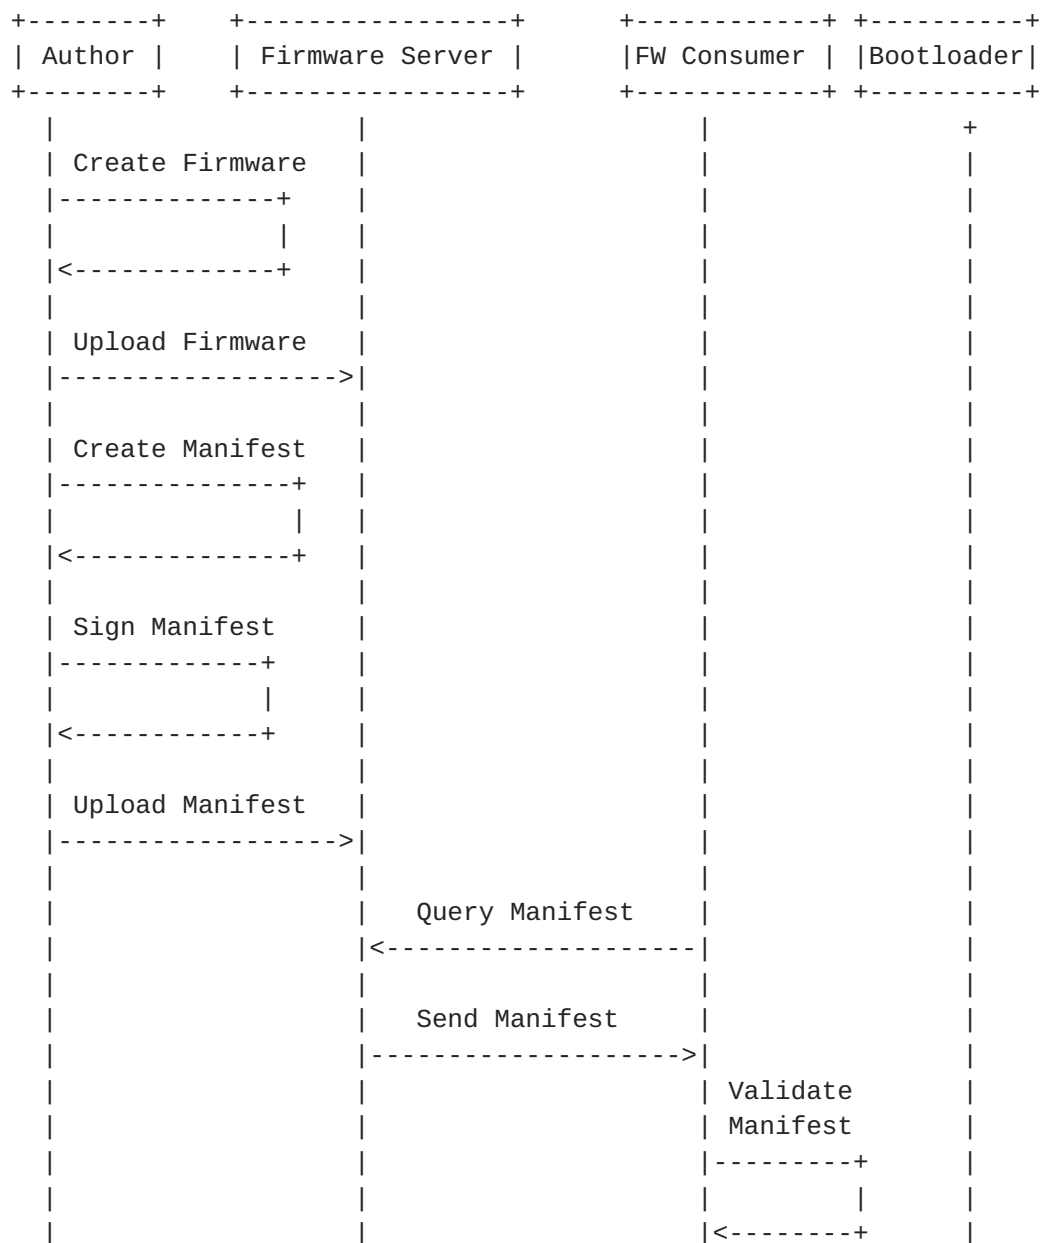 +--------+    +-----------------+      +------------+ +----------+
| Author |    | Firmware Server |      |FW Consumer | |Bootloader|
+--------+    +-----------------+      +------------+ +----------+
  |                   |                     |                +
  | Create Firmware   |                     |                |
  |--------------+    |                     |                |
  |              |    |                     |                |
  |<-------------+    |                     |                |
  |                   |                     |                |
  | Upload Firmware   |                     |                |
  |------------------>|                     |                |
  |                   |                     |                |
  | Create Manifest   |                     |                |
  |---------------+   |                     |                |
  |               |   |                     |                |
  |<--------------+   |                     |                |
  |                   |                     |                |
  | Sign Manifest     |                     |                |
  |-------------+     |                     |                |
  |             |     |                     |                |
  |<------------+     |                     |                |
  |                   |                     |                |
  | Upload Manifest   |                     |                |
  |------------------>|                     |                |
  |                   |                     |                |
  |                   |   Query Manifest    |                |
  |                   |<--------------------|                |
  |                   |                     |                |
  |                   |   Send Manifest     |                |
  |                   |-------------------->|                |
  |                   |                     | Validate       |
  |                   |                     | Manifest       |
  |                   |                     |---------+      |
  |                   |                     |         |      |
  |                   |                     |<--------+      |